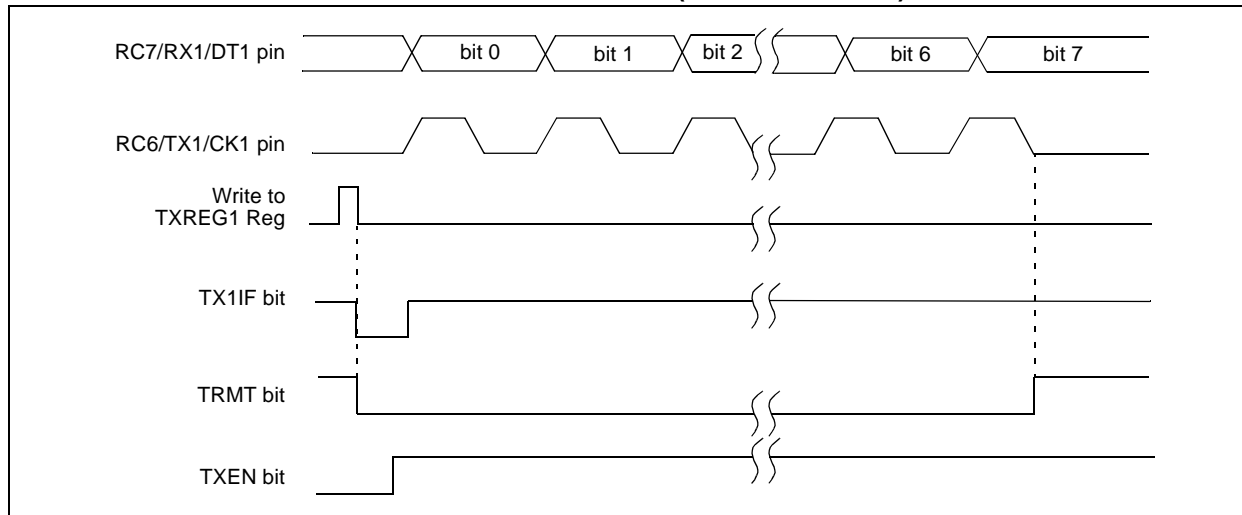 RC7/RX1/DT1 pin
bit 0
bit 1
bit 2
bit 6
bit 7
RC6/TX1/CK1 pin
Write to
TXREG1 Reg
TX1IF bit
TRMT bit
TXEN bit